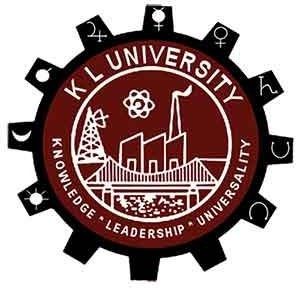 K L UNIVERSITY
KNOWLEDGE * LEADERSHIP * UNIVERSALITY